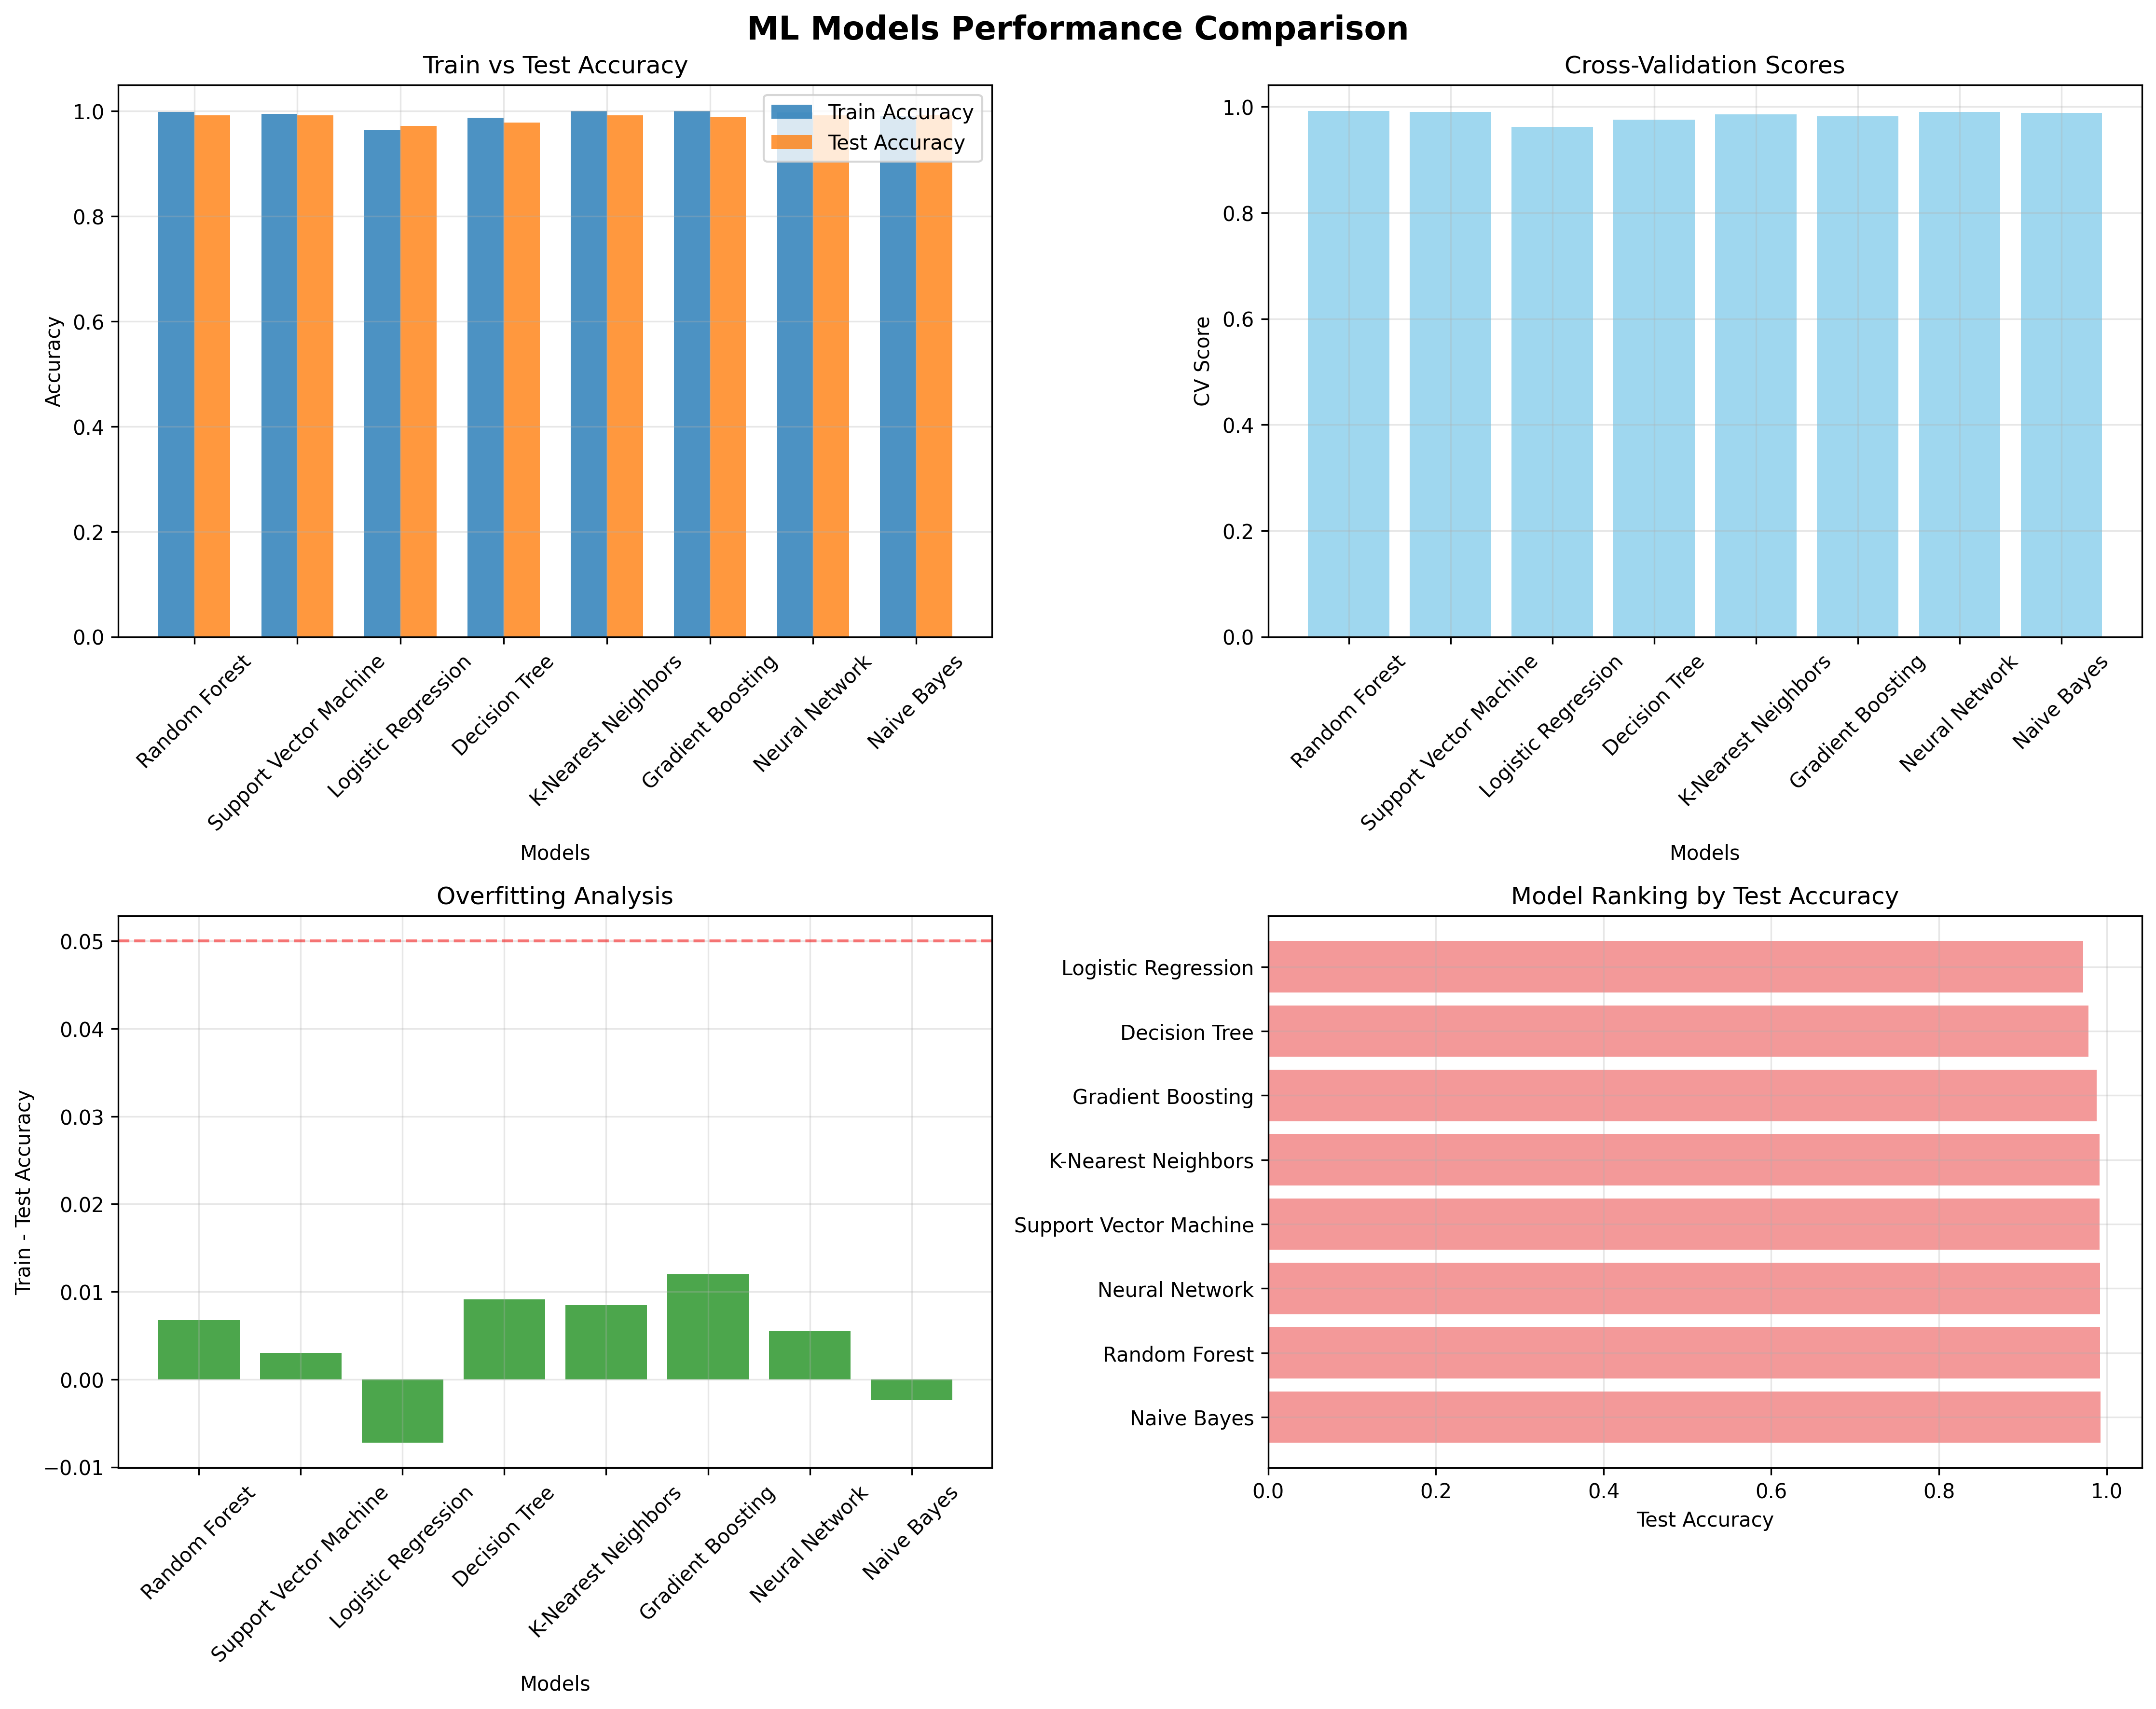 ML Models Performance Comparison
Train vs Test Accuracy
Train Accuracy
Test Accuracy
1.0
0.8
0.6
0.4
0.2
0.0
Accuracy
Random Forest
Support Vector Machine
Logistic Regression
Decision Tree
K-Nearest Neighbors
Gradient Boosting
Neural Network
Naive Bayes
Models
Cross-Validation Scores
1.0
0.8
0.6
0.4
0.2
0.0
CV Score
Random Forest
Support Vector Machine
Logistic Regression
Decision Tree
K-Nearest Neighbors
Gradient Boosting
Neural Network
Naive Bayes
Models
Overfitting Analysis
0.05
0.04
0.03
0.02
0.01
0.00
−0.01
Train - Test Accuracy
Random Forest
Support Vector Machine
Logistic Regression
Decision Tree
K-Nearest Neighbors
Gradient Boosting
Neural Network
Naive Bayes
Models
Model Ranking by Test Accuracy
Logistic Regression
Decision Tree
Gradient Boosting
K-Nearest Neighbors
Support Vector Machine
Neural Network
Random Forest
Naive Bayes
0.0 0.2 0.4 0.6 0.8 1.0
Test Accuracy